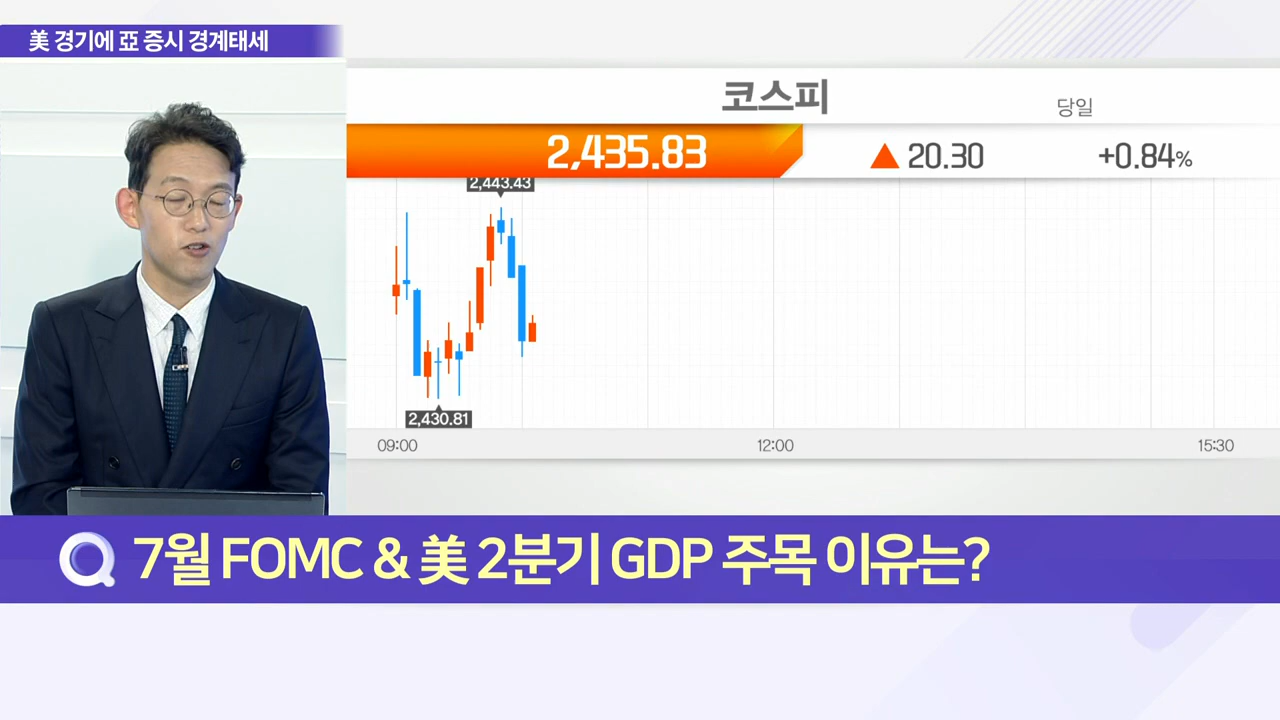 美 경기에 亞 증시 경계태세
코스피
당일
2,435.83 ▲ 20.30 +0.84%
2,443.43
2,430.81
09:00 12:00 15:30
7월 FOMC & 美 2분기 GDP 주목 이유는?